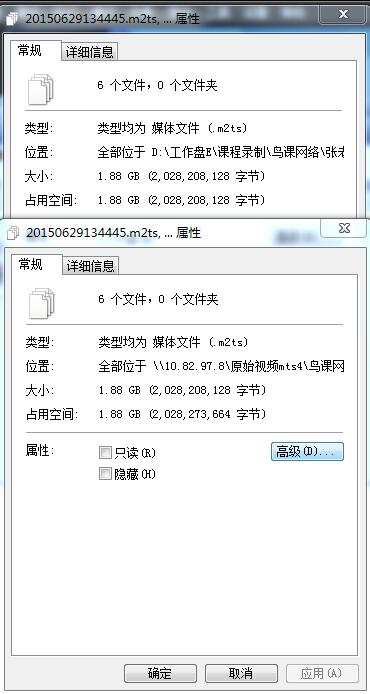 20150629134445.m2ts, ... 属性
常规
详细信息
6 个文件，0 个文件夹
类型: 类型均为 媒体文件 (.m2ts)
位置: 全部位于 D:\工作盘E\课程录制\鸟课网络\张
大小: 1.88 GB (2,028,208,128 字节)
占用空间: 1.88 GB (2,028,208,128 字节)
20150629134445.m2ts, ... 属性
常规
详细信息
6 个文件，0 个文件夹
类型: 类型均为 媒体文件 (.m2ts)
位置: 全部位于 \\10.82.97.8\原始视频mts4\鸟课网
大小: 1.88 GB (2,028,208,128 字节)
占用空间: 1.88 GB (2,028,273,664 字节)
属性: 只读(R) 高级(D)...
隐藏(H)
确定 取消 应用(A)